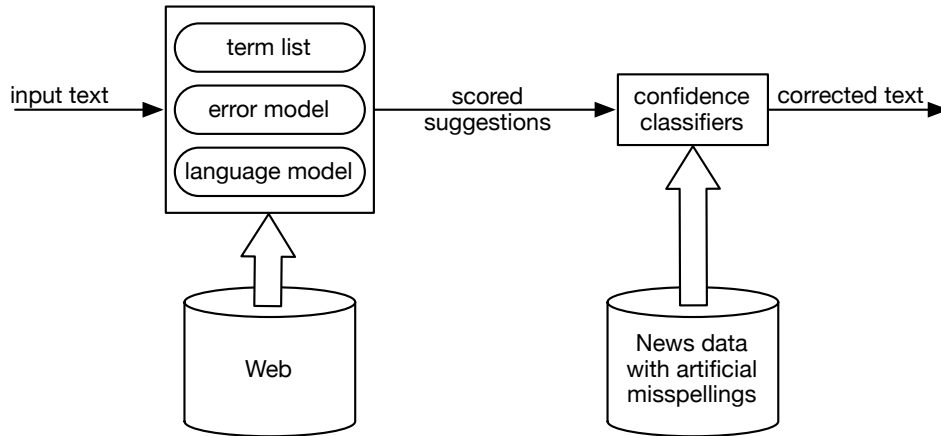 term list
input text
error model
language model
scored
suggestions
confidence
classifiers
corrected text
Web
News data
with artificial
misspellings